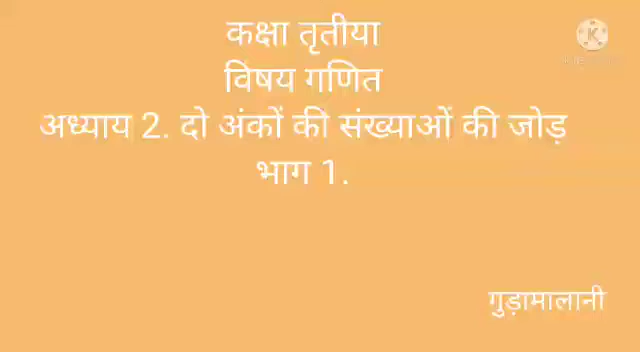 कक्षा तृतीया
विषय गणित
अध्याय 2. दो अंकों की संख्याओं की जोड़
भाग 1.
गुड़ामालानी